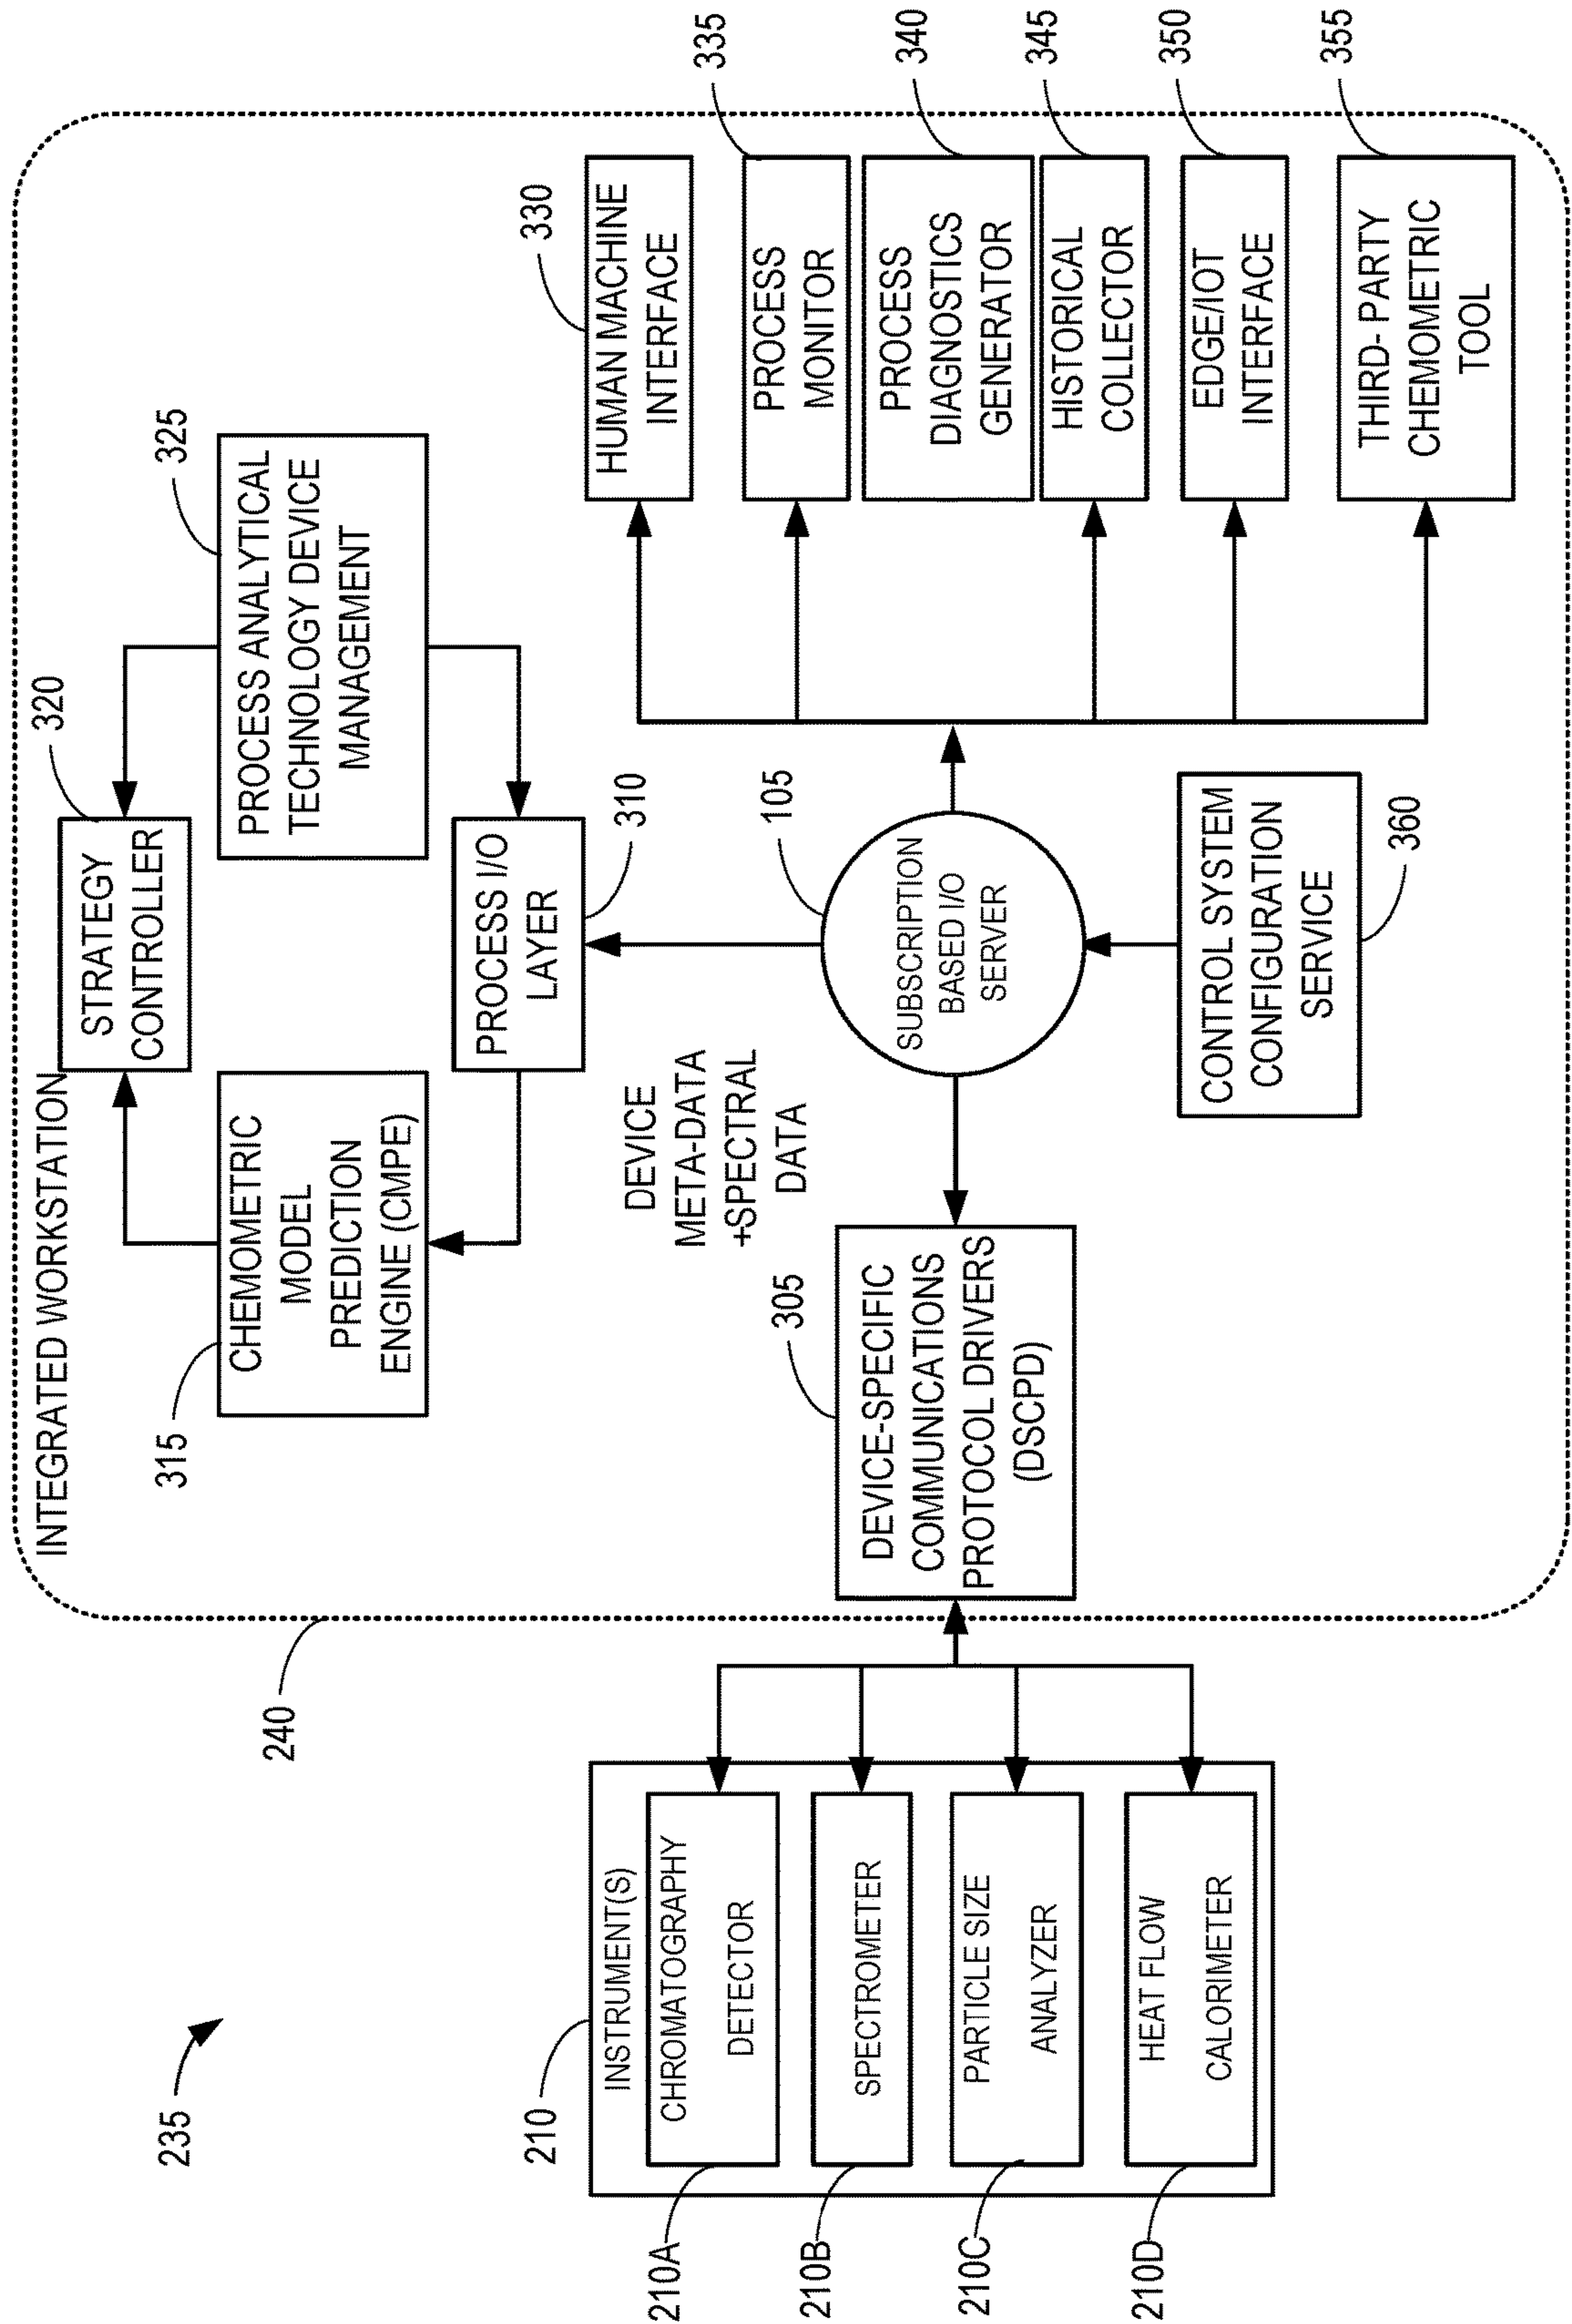 235
240
INTEGRATED WORKSTATION
315
CHEMOMETRIC
MODEL
PREDICTION
ENGINE (CMPE)
320
STRATEGY
CONTROLLER
325
PROCESS ANALYTICAL
TECHNOLOGY DEVICE
MANAGEMENT
PROCESS I/O
LAYER
310
330
HUMAN MACHINE
INTERFACE
335
PROCESS
MONITOR
340
PROCESS
DIAGNOSTICS
GENERATOR
345
HISTORICAL
COLLECTOR
350
EDGE/IOT
INTERFACE
355
THIRD- PARTY
CHEMOMETRIC
TOOL
DEVICE
META-DATA
+SPECTRAL
DATA
105
SUBSCRIPTION
BASED I/O
SERVER
305
DEVICE-SPECIFIC
COMMUNICATIONS
PROTOCOL DRIVERS
(DSCPD)
CONTROL SYSTEM
CONFIGURATION
SERVICE
360
210
INSTRUMENT(S)
210A
CHROMATOGRAPHY
DETECTOR
210B
SPECTROMETER
210C
PARTICLE SIZE
ANALYZER
210D
HEAT FLOW
CALORIMETER